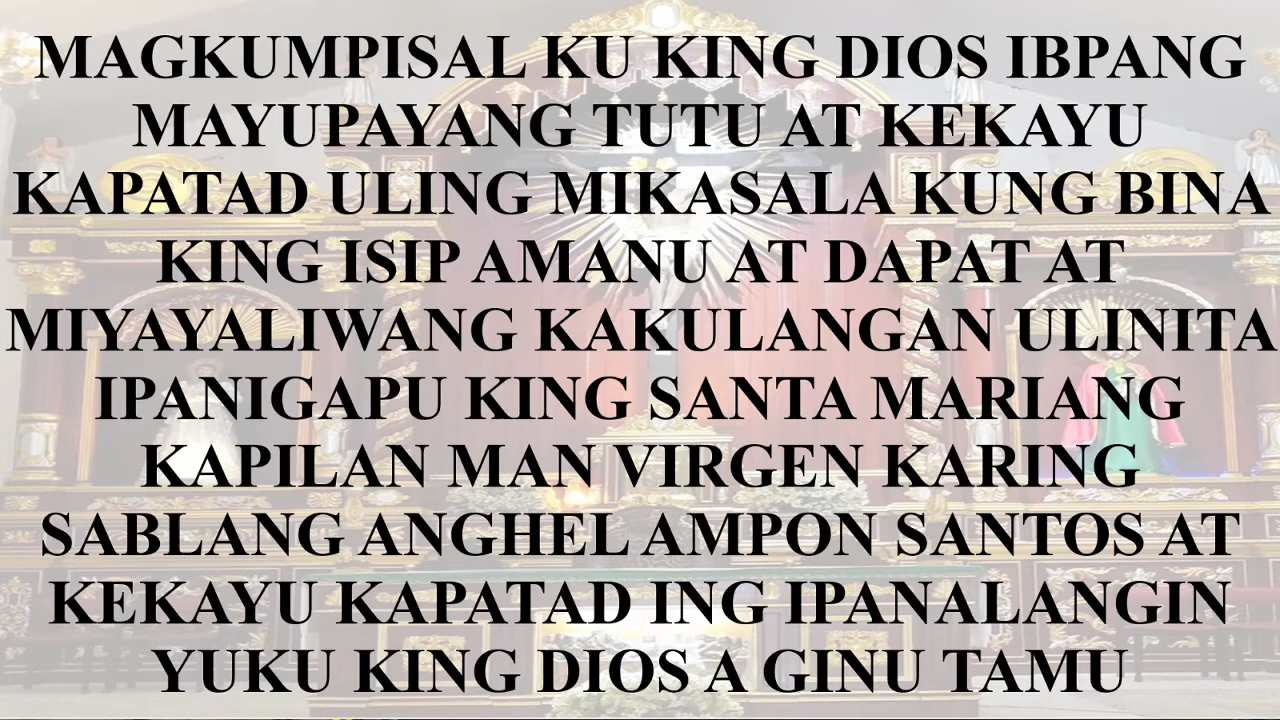 MAGKUMPISAL KU KING DIOS IBPANG
MAYUPAYANG TUTU AT KEKAYU
KAPATAD ULING MIKASALA KUNG BINA
KING ISIP AMANU AT DAPAT AT
MIYAYALIWANG KAKULANGAN ULINITA
IPANIGAPU KING SANTA MARIANG
KAPILAN MAN VIRGEN KARING
SABLANG ANGHEL AMPON SANTOS AT
KEKAYU KAPATAD ING IPANALANGIN
YUKU KING DIOS A GINU TAMU